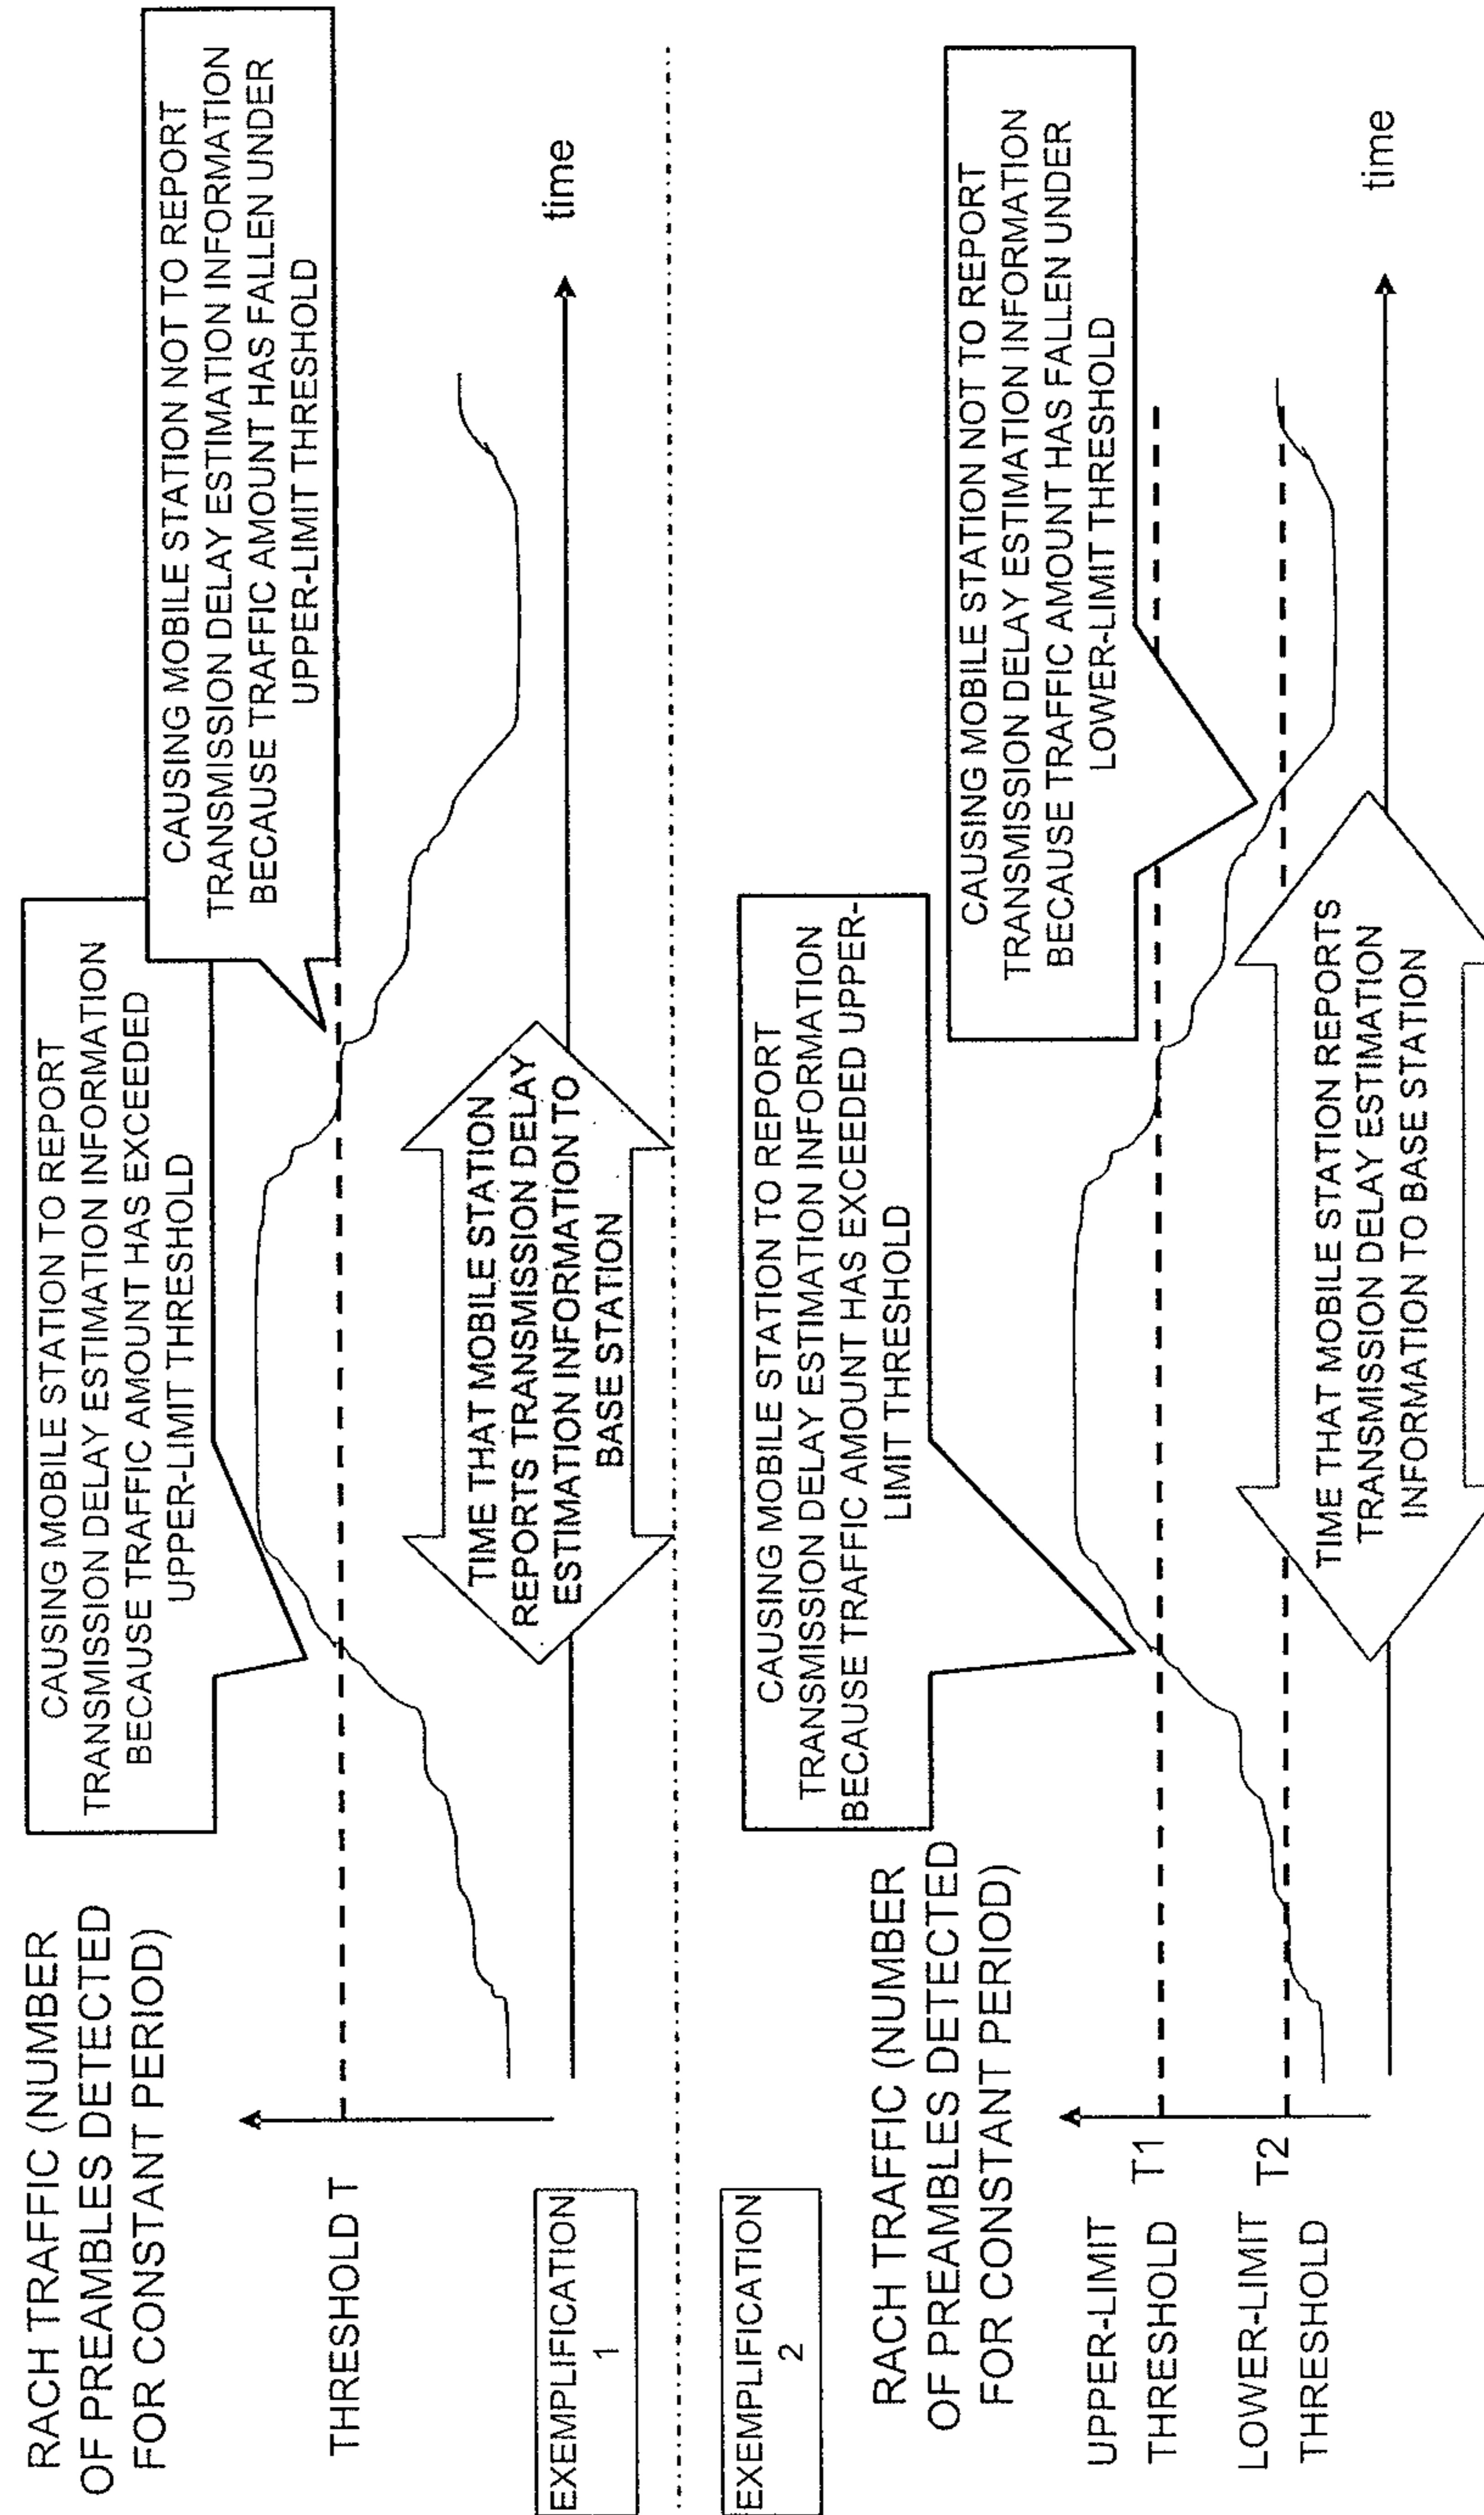 RACH TRAFFIC (NUMBER
OF PREAMBLES DETECTED
FOR CONSTANT PERIOD)
CAUSING MOBILE STATION TO REPORT
TRANSMISSION DELAY ESTIMATION INFORMATION
BECAUSE TRAFFIC AMOUNT HAS EXCEEDED
UPPER-LIMIT THRESHOLD
CAUSING MOBILE STATION NOT TO REPORT
TRANSMISSION DELAY ESTIMATION INFORMATION
BECAUSE TRAFFIC AMOUNT HAS FALLEN UNDER
UPPER-LIMIT THRESHOLD
THRESHOLD T
TIME THAT MOBILE STATION
REPORTS TRANSMISSION DELAY
ESTIMATION INFORMATION TO
BASE STATION
time
EXEMPLIFICATION
1
EXEMPLIFICATION
2
RACH TRAFFIC (NUMBER
OF PREAMBLES DETECTED
FOR CONSTANT PERIOD)
CAUSING MOBILE STATION TO REPORT
TRANSMISSION DELAY ESTIMATION INFORMATION
BECAUSE TRAFFIC AMOUNT HAS EXCEEDED UPPER-
LIMIT THRESHOLD
CAUSING MOBILE STATION NOT TO REPORT
TRANSMISSION DELAY ESTIMATION INFORMATION
BECAUSE TRAFFIC AMOUNT HAS FALLEN UNDER
LOWER-LIMIT THRESHOLD
UPPER-LIMIT
THRESHOLD T1
LOWER-LIMIT
THRESHOLD T2
TIME THAT MOBILE STATION REPORTS
TRANSMISSION DELAY ESTIMATION
INFORMATION TO BASE STATION
time